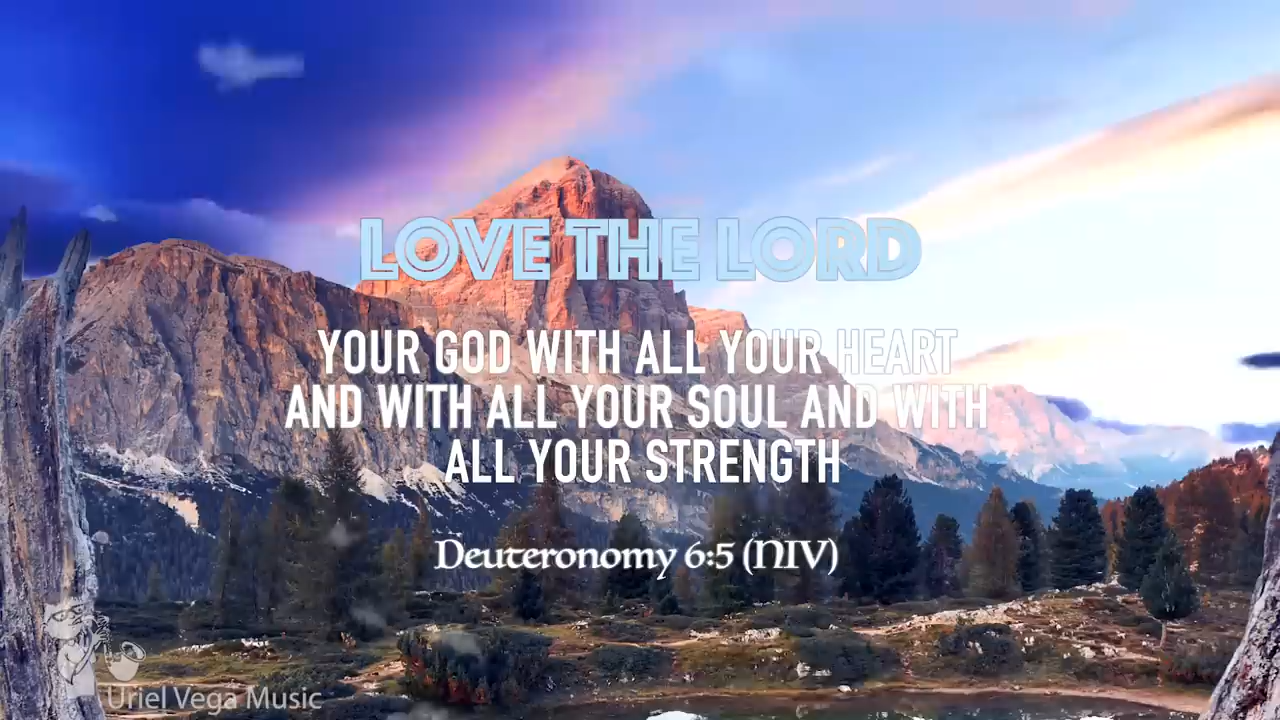 LOVE THE LORD
YOUR GOD WITH ALL YOUR HEART
AND WITH ALL YOUR SOUL AND WITH
ALL YOUR STRENGTH
Deuteronomy 6:5 (NIV)
Uriel Vega Music